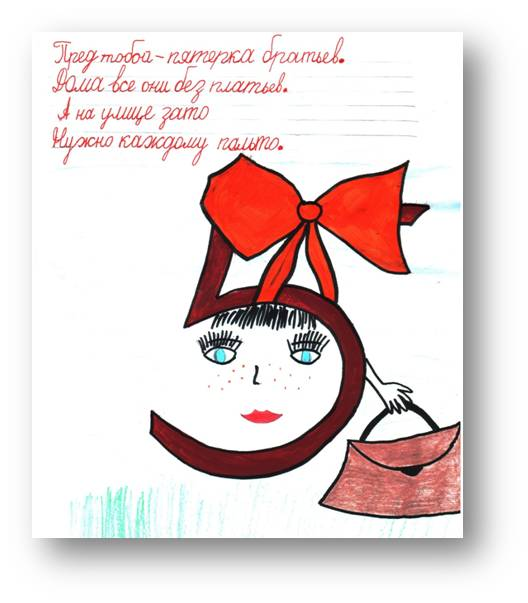 Пред тобой - пятерка братьев.
Дома все они без платьев.
А на улице зато
Нужно каждому пальто.